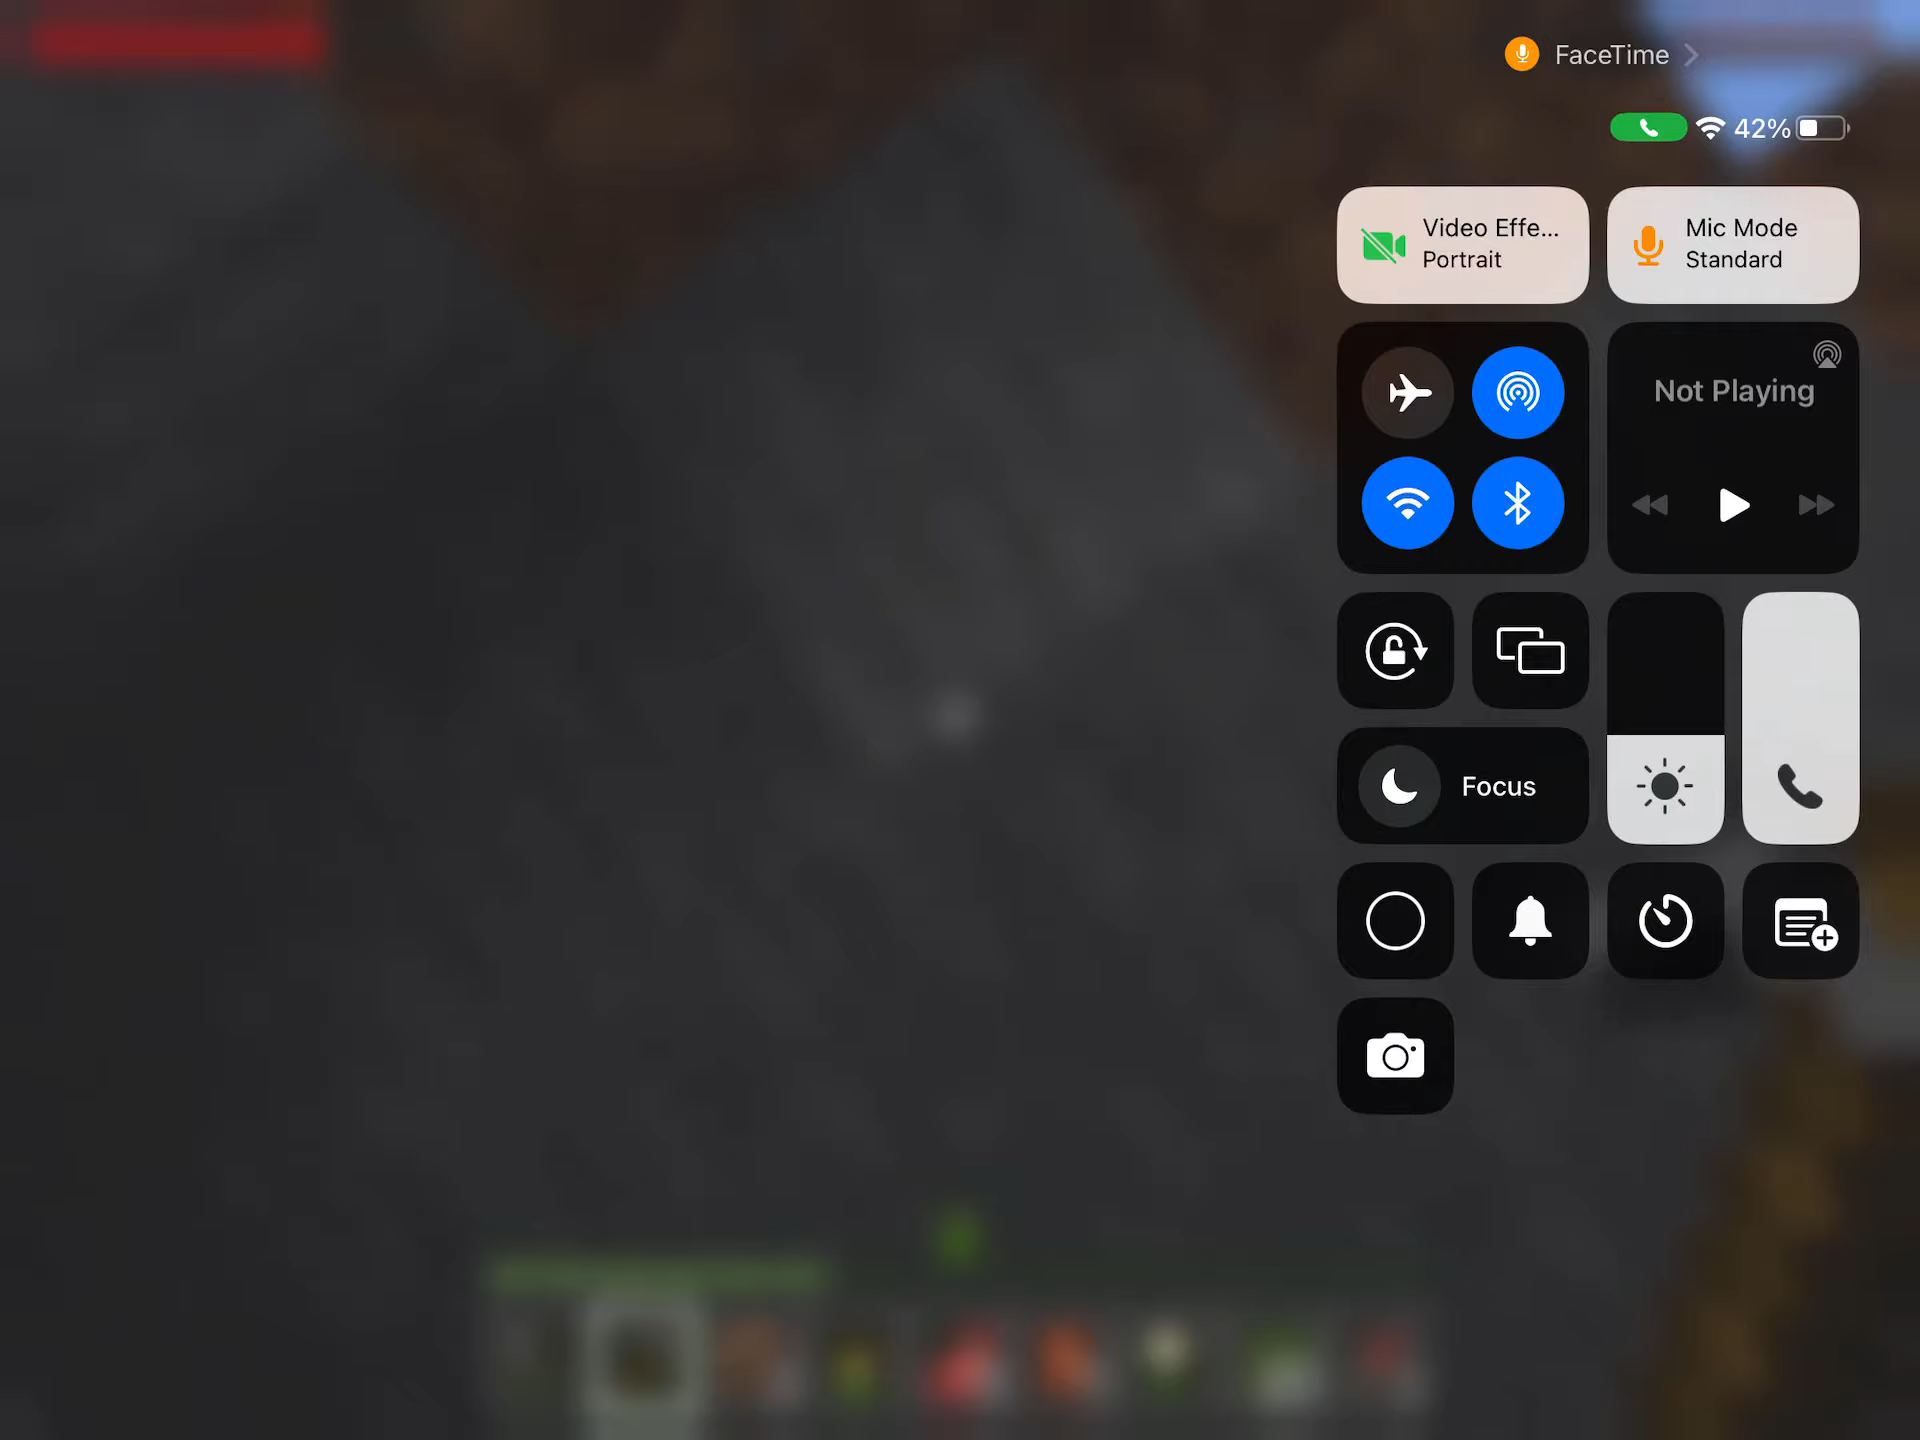 FaceTime
42%
Video Effe...
Portrait
Mic Mode
Standard
Not Playing
Focus